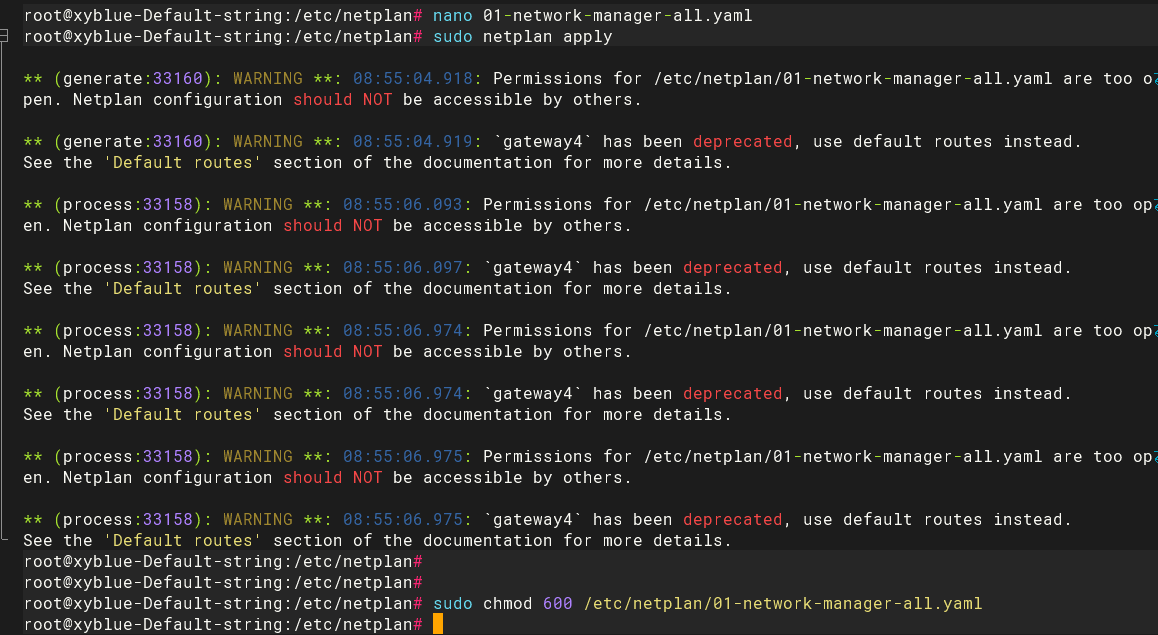 root@xyblue-Default-string:/etc/netplan# nano 01-network-manager-all.yaml
root@xyblue-Default-string:/etc/netplan# sudo netplan apply
** (generate:33160): WARNING **: 08:55:04.918: Permissions for /etc/netplan/01-network-manager-all.yaml are too o
pen. Netplan configuration should NOT be accessible by others.
** (generate:33160): WARNING **: 08:55:04.919: `gateway4` has been deprecated, use default routes instead.
See the 'Default routes' section of the documentation for more details.
** (process:33158): WARNING **: 08:55:06.093: Permissions for /etc/netplan/01-network-manager-all.yaml are too op
en. Netplan configuration should NOT be accessible by others.
** (process:33158): WARNING **: 08:55:06.097: `gateway4` has been deprecated, use default routes instead.
See the 'Default routes' section of the documentation for more details.
** (process:33158): WARNING **: 08:55:06.974: Permissions for /etc/netplan/01-network-manager-all.yaml are too op
en. Netplan configuration should NOT be accessible by others.
** (process:33158): WARNING **: 08:55:06.974: `gateway4` has been deprecated, use default routes instead.
See the 'Default routes' section of the documentation for more details.
** (process:33158): WARNING **: 08:55:06.975: Permissions for /etc/netplan/01-network-manager-all.yaml are too op
en. Netplan configuration should NOT be accessible by others.
** (process:33158): WARNING **: 08:55:06.975: `gateway4` has been deprecated, use default routes instead.
See the 'Default routes' section of the documentation for more details.
root@xyblue-Default-string:/etc/netplan#
root@xyblue-Default-string:/etc/netplan#
root@xyblue-Default-string:/etc/netplan# sudo chmod 600 /etc/netplan/01-network-manager-all.yaml
root@xyblue-Default-string:/etc/netplan#